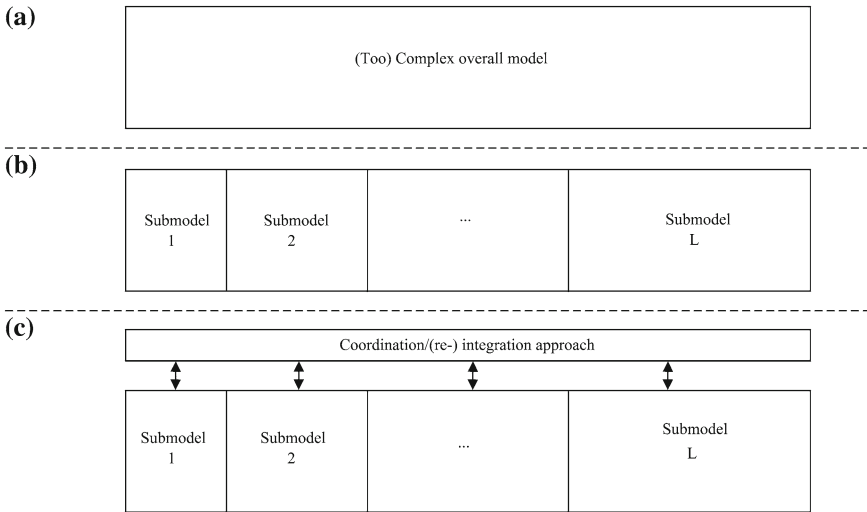 (a)
(Too) Complex overall model
(b)
Submodel
1
Submodel
2
...
Submodel
L
(c)
Coordination/(re-) integration approach
Submodel
1
Submodel
2
...
Submodel
L